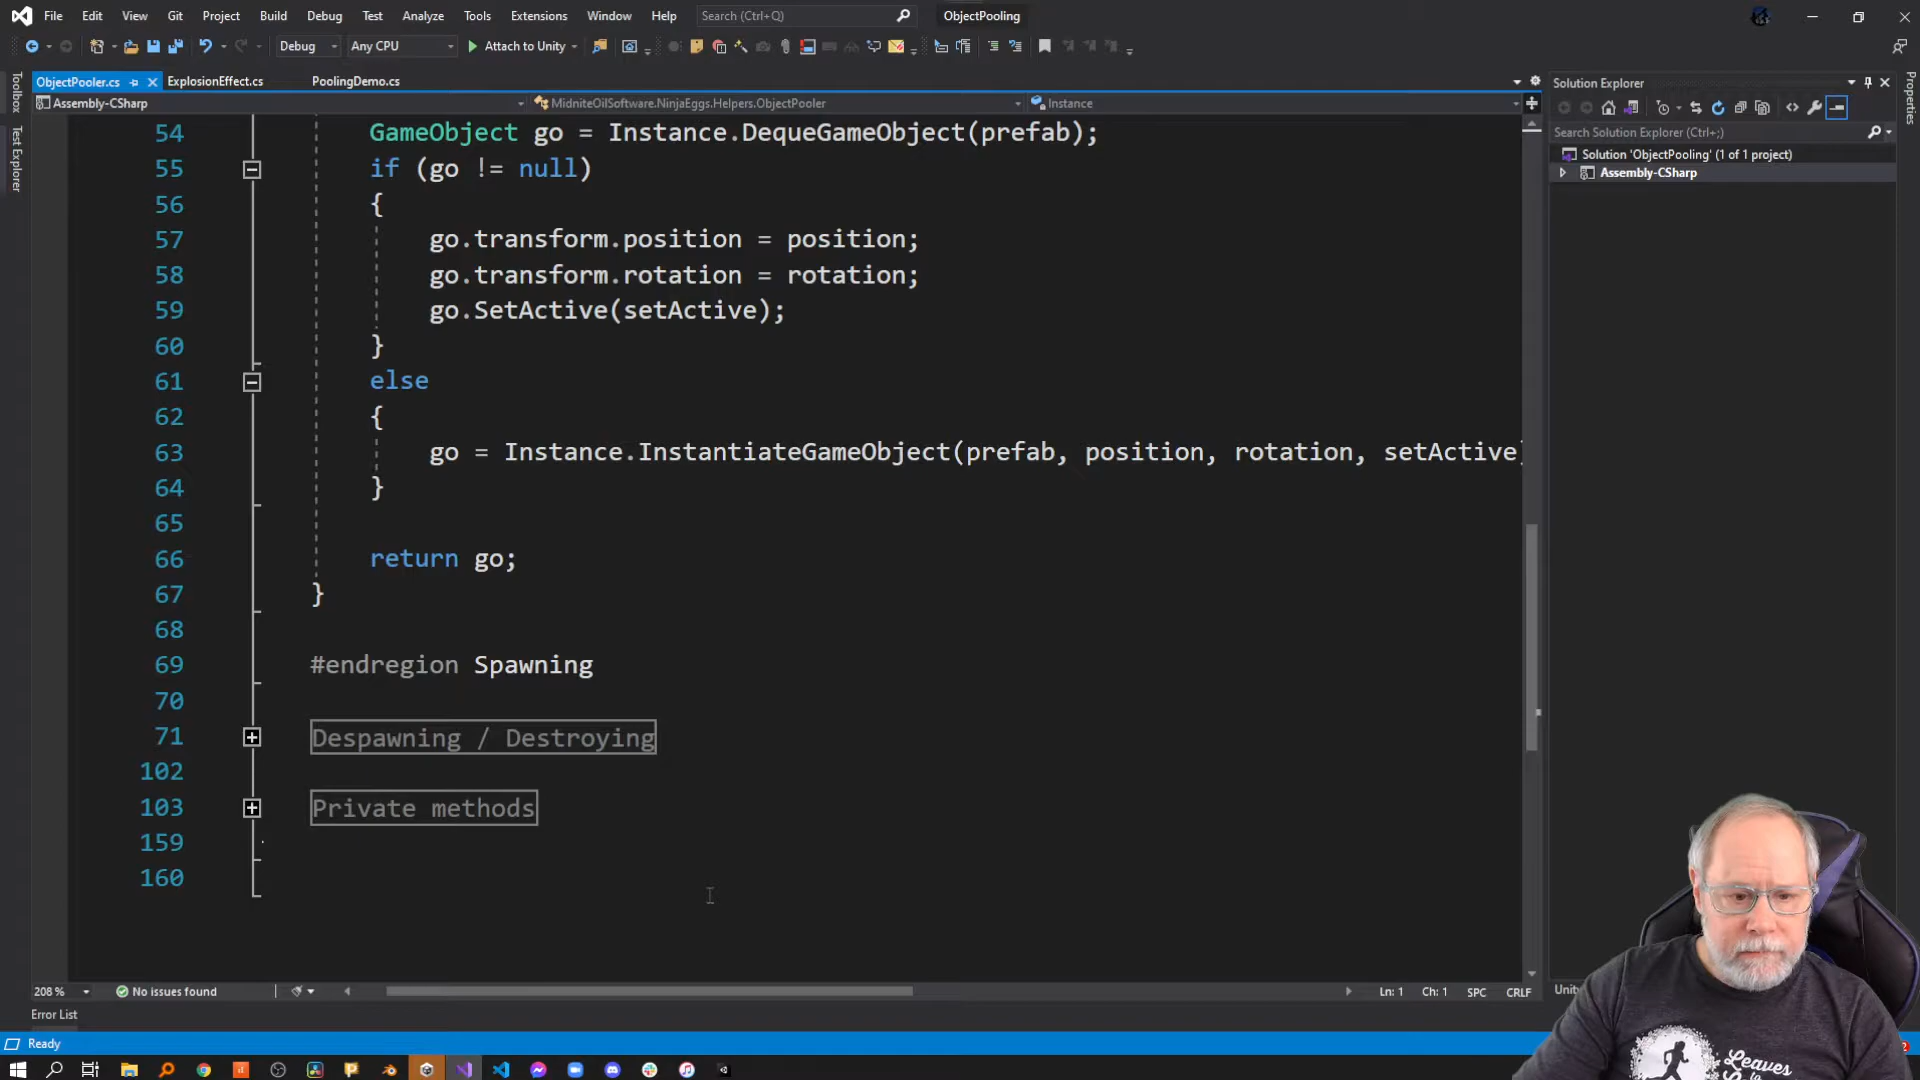 File Edit View Git Project Build Debug Test Analyze Tools Extensions Window Help Search (Ctrl+Q) ObjectPooling
Debug Any CPU Attach to Unity
ObjectPooler.cs ExplosionEffect.cs PoolingDemo.cs
Assembly-CSharp MidniteOilSoftware.NinjaEggs.Helpers.ObjectPooler Instance
Toolbox
Test Explorer
54 GameObject go = Instance.DequeGameObject(prefab);
55 if (go != null)
56 {
57 go.transform.position = position;
58 go.transform.rotation = rotation;
59 go.SetActive(setActive);
60 }
61 else
62 {
63 go = Instance.InstantiateGameObject(prefab, position, rotation, setActive
64 }
65
66 return go;
67 }
68
69 #endregion Spawning
70
71 Despawning / Destroying
102
103 Private methods
159
160
208 % No issues found Ln: 1 Ch: 1 SPC CRLF
Error List
Ready
Solution Explorer
Search Solution Explorer (Ctrl+;)
Solution 'ObjectPooling' (1 of 1 project)
Assembly-CSharp
Properties
Leaves